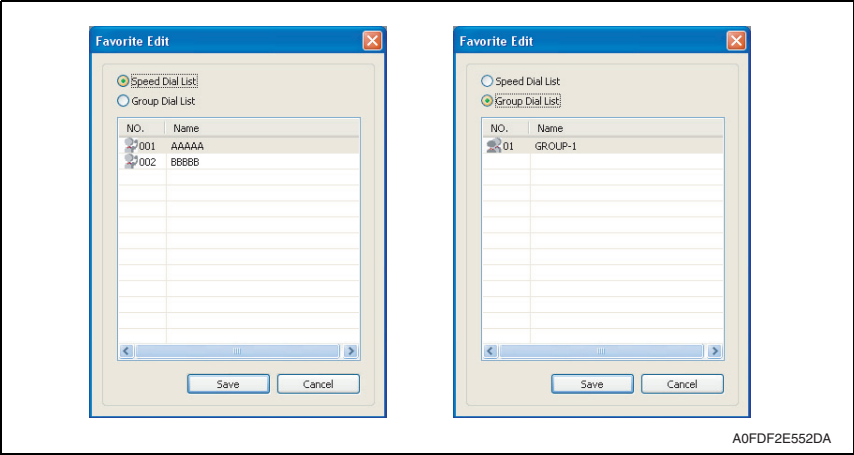 Favorite Edit
Speed Dial List
Group Dial List
NO. Name
001 AAAAA
002 BBBBB
Save Cancel
Favorite Edit
Speed Dial List
Group Dial List
NO. Name
01 GROUP-1
Save Cancel
A0FDF2E552DA